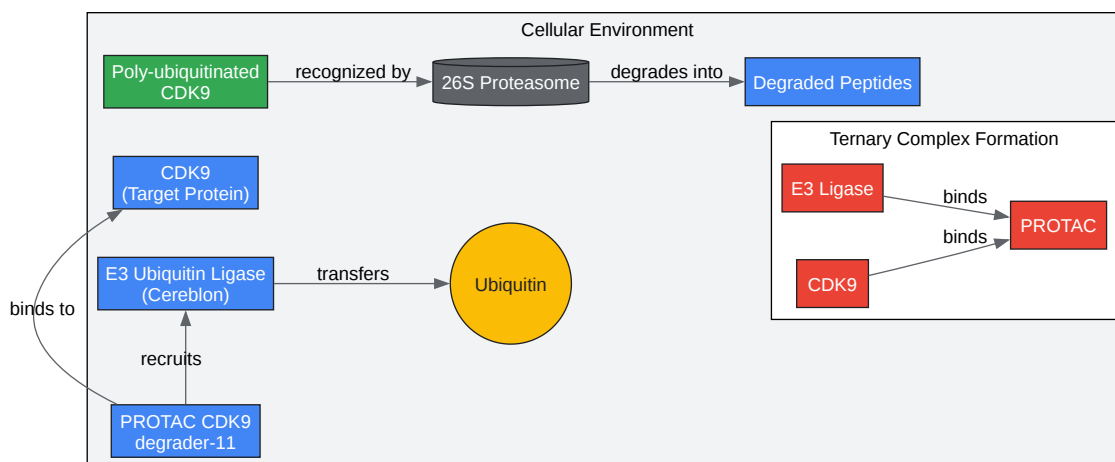 Cellular Environment
Poly-ubiquitinated
CDK9
recognized by
26S Proteasome
degrades into
Degraded Peptides
Ternary Complex Formation
E3 Ligase
binds
PROTAC
binds
CDK9
CDK9
(Target Protein)
E3 Ubiquitin Ligase
(Cereblon)
transfers
Ubiquitin
binds to
recruits
PROTAC CDK9
degrader-11